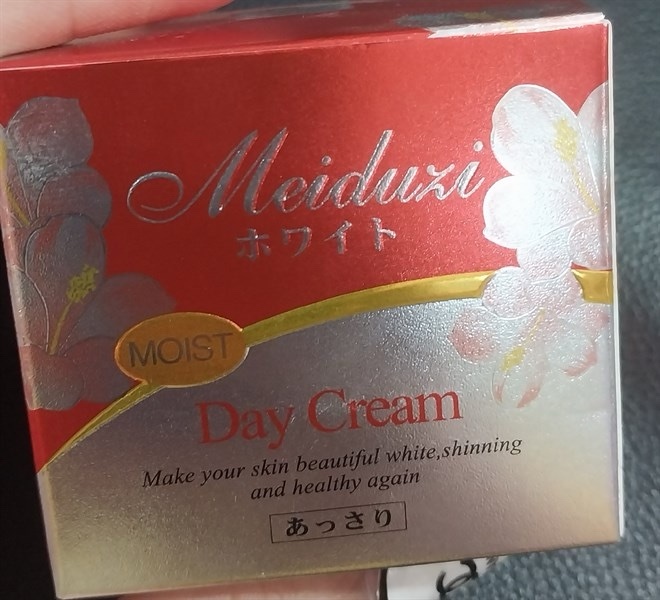 Meiduzi
ホワイト
MOIST
Day Cream
Make your skin beautiful white,shinning
and healthy again
あっさり